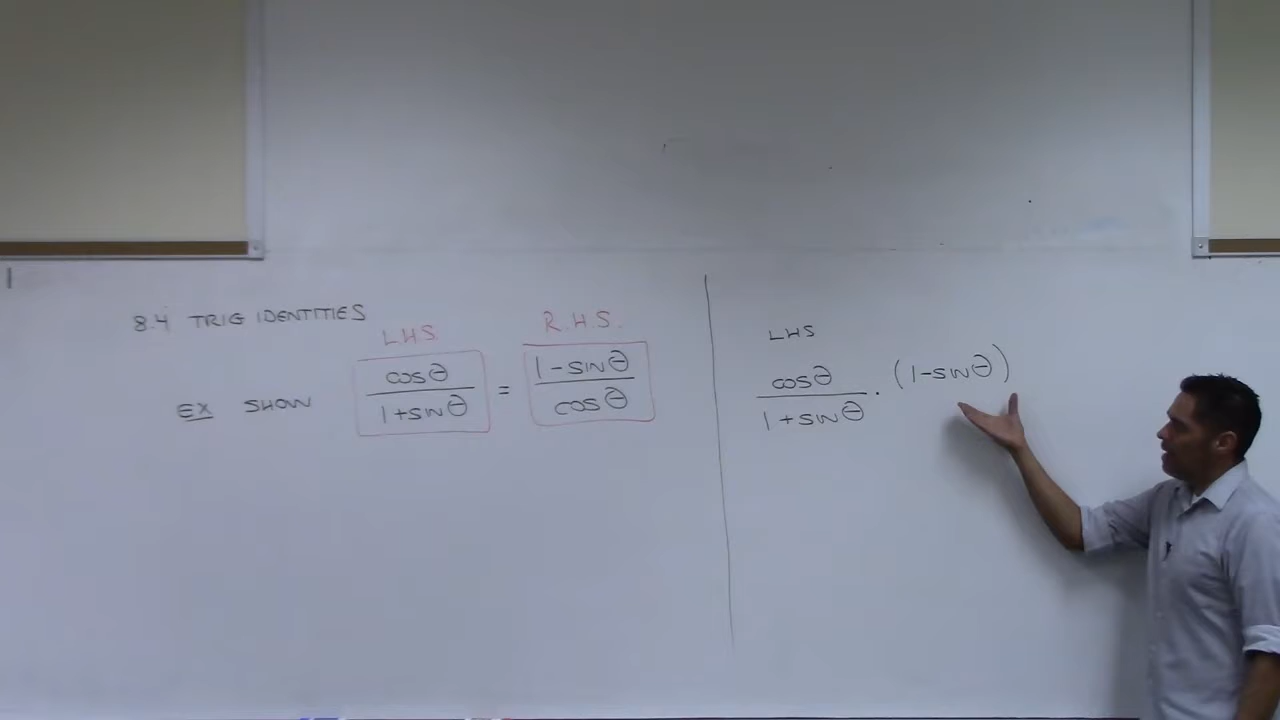 8.4 TRIG IDENTITIES
L.H.S. R.H.S.
EX SHOW cosθ / 1+sinθ = 1-sinθ / cosθ
LHS
cosθ / 1+sinθ · (1-sinθ)